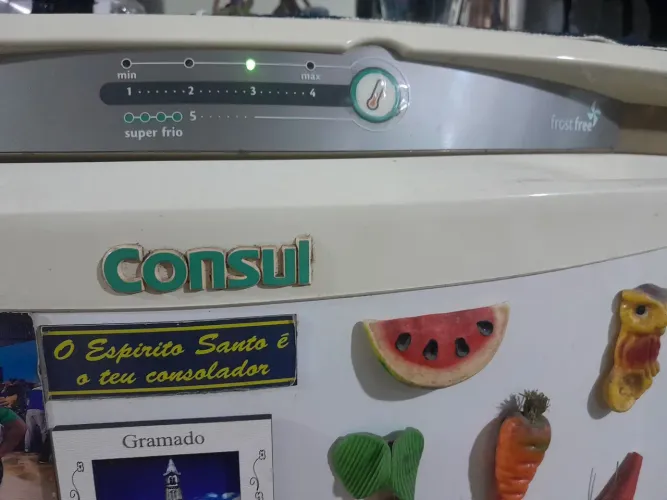 min max
1 2 3 4
5
super frio
frost free
Consul
O Espirito Santo é
o teu consolador
Gramado